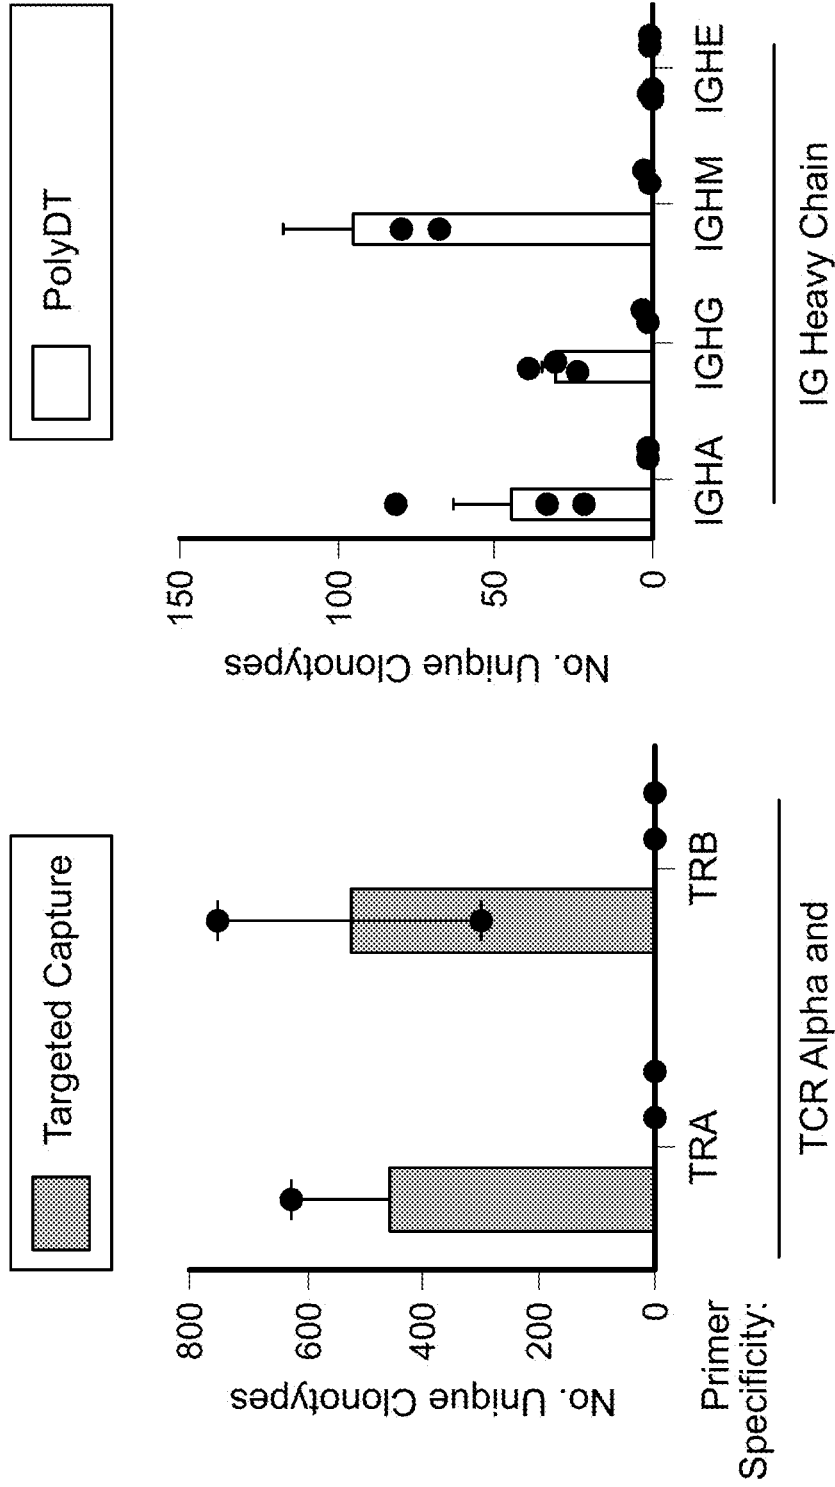 Targeted Capture
PolyDT
No. Unique Clonotypes
800
600
400
200
0
TRA
TRB
Primer
Specificity:
TCR Alpha and
No. Unique Clonotypes
150
100
50
0
IGHA
IGHG
IGHM
IGHE
IG Heavy Chain